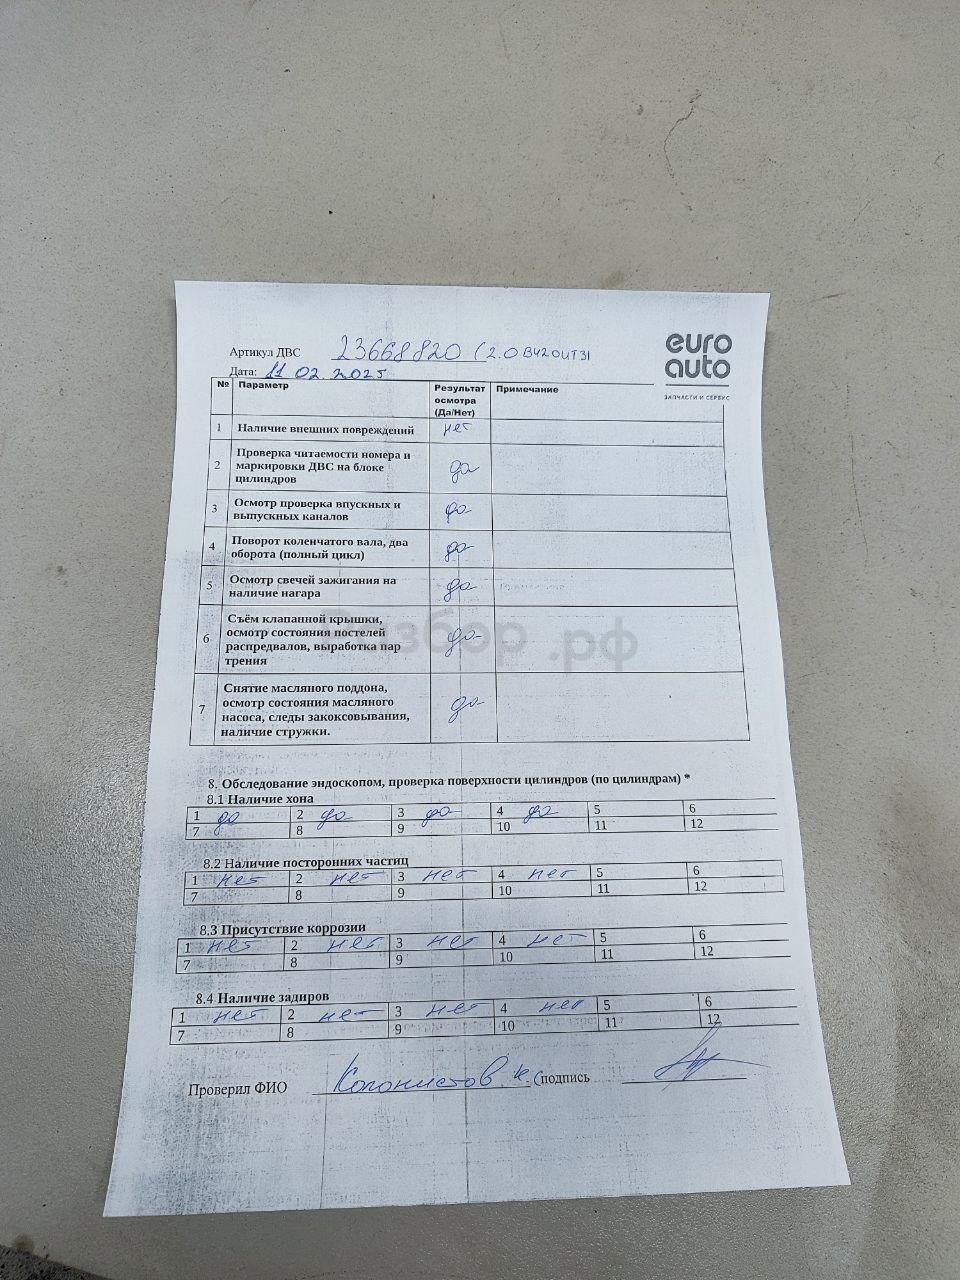 euro
auto
ЗАПЧАСТИ И СЕРВИС
Артикул ДВС 23668820 (2.0 B4204T31
Дата: 11 02 2025
№ Параметр Результат осмотра (Да/Нет) Примечание
1 Наличие внешних повреждений нет
2 Проверка читаемости номера и
маркировки ДВС на блоке да
цилиндров
3 Осмотр проверка впускных и да
выпускных каналов
4 Поворот коленчатого вала, два да
оборота (полный цикл)
5 Осмотр свечей зажигания на да
наличие нагара
6 Съём клапанной крышки,
осмотр состояния постелей да
распредвалов, выработка пар
трения
7 Снятие масляного поддона,
осмотр состояния масляного да
насоса, следы закоксовывания,
наличие стружки.
8. Обследование эндоскопом, проверка поверхности цилиндров (по цилиндрам) *
8.1 Наличие хона
1 да 2 да 3 да 4 да 5 6
7 8 9 10 11 12
8.2 Наличие посторонних частиц
1 нет 2 нет 3 нет 4 нет 5 6
7 8 9 10 11 12
8.3 Присутствие коррозии
1 нет 2 нет 3 нет 4 нет 5 6
7 8 9 10 11 12
8.4 Наличие задиров
1 нет 2 нет 3 нет 4 нет 5 6
7 8 9 10 11 12
Проверил ФИО Колонистов К. (подпись
разбор.рф